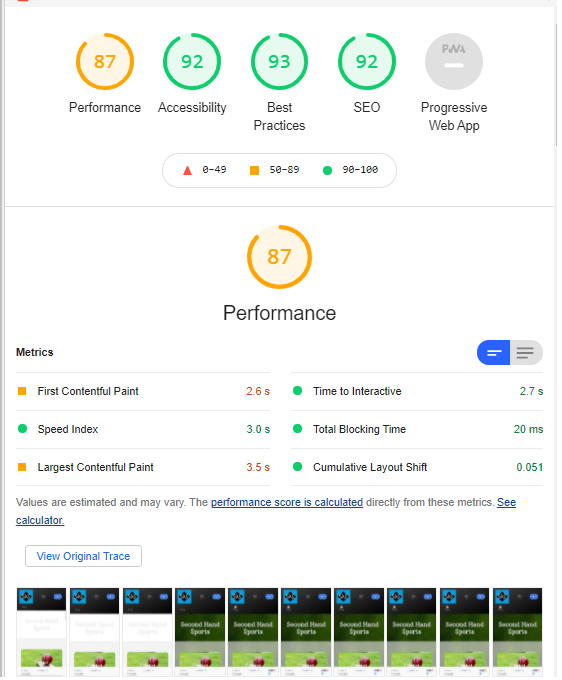 87
92
93
92
PWA
Performance
Accessibility
Best
Practices
SEO
Progressive
Web App
0–49
50–89
90–100
87
Performance
Metrics
First Contentful Paint
2.6 s
Time to Interactive
2.7 s
Speed Index
3.0 s
Total Blocking Time
20 ms
Largest Contentful Paint
3.5 s
Cumulative Layout Shift
0.051
Values are estimated and may vary. The performance score is calculated directly from these metrics. See
calculator.
View Original Trace
Second Hand
Sports
Second Hand
Sports
Second Hand
Sports
Second Hand
Sports
Second Hand
Sports
Second Hand
Sports
Second Hand
Sports
Second Hand
Sports
Second Hand
Sports
Second Hand
Sports